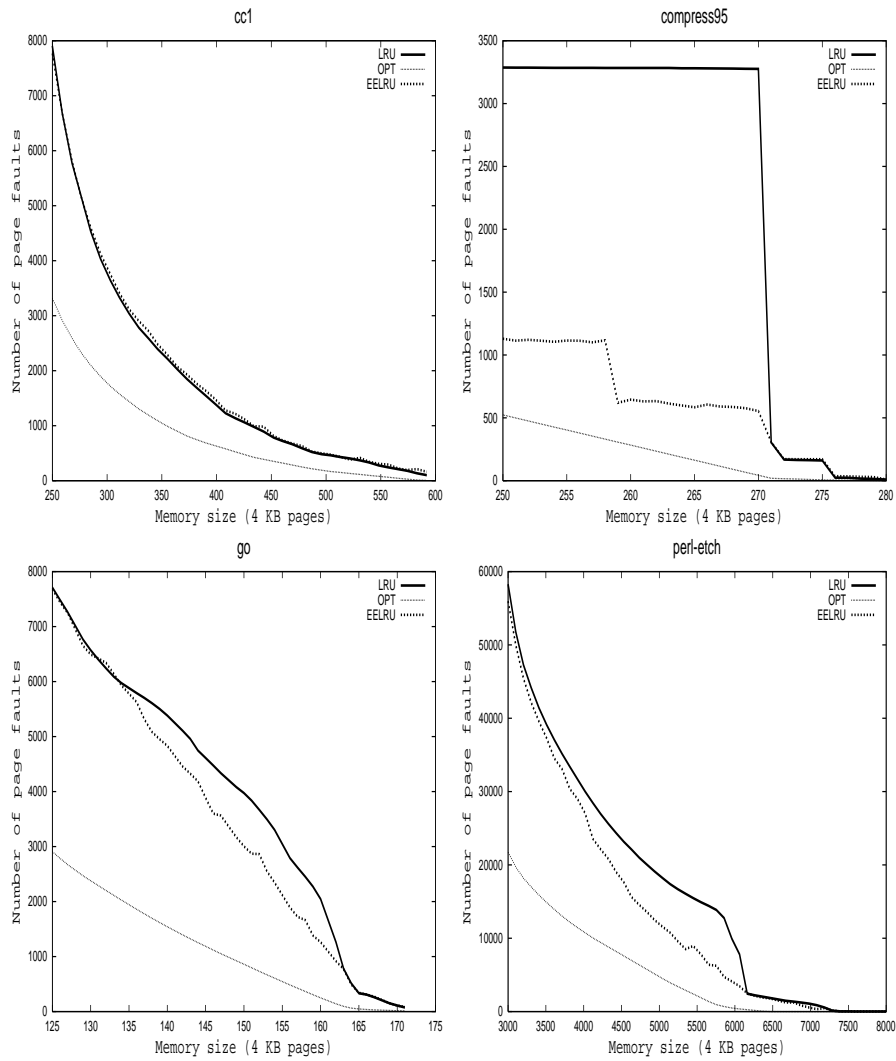 cc1
8000
7000
6000
5000
4000
3000
2000
1000
0
250
300
350
400
450
500
550
600
Number of page faults
Memory size (4 KB pages)
LRU
OPT
EELRU
compress95
3500
3000
2500
2000
1500
1000
500
0
250
255
260
265
270
275
280
Number of page faults
Memory size (4 KB pages)
LRU
OPT
EELRU
go
8000
7000
6000
5000
4000
3000
2000
1000
0
125
130
135
140
145
150
155
160
165
170
175
Number of page faults
Memory size (4 KB pages)
LRU
OPT
EELRU
perl-etch
60000
50000
40000
30000
20000
10000
0
3000
3500
4000
4500
5000
5500
6000
6500
7000
7500
8000
Number of page faults
Memory size (4 KB pages)
LRU
OPT
EELRU